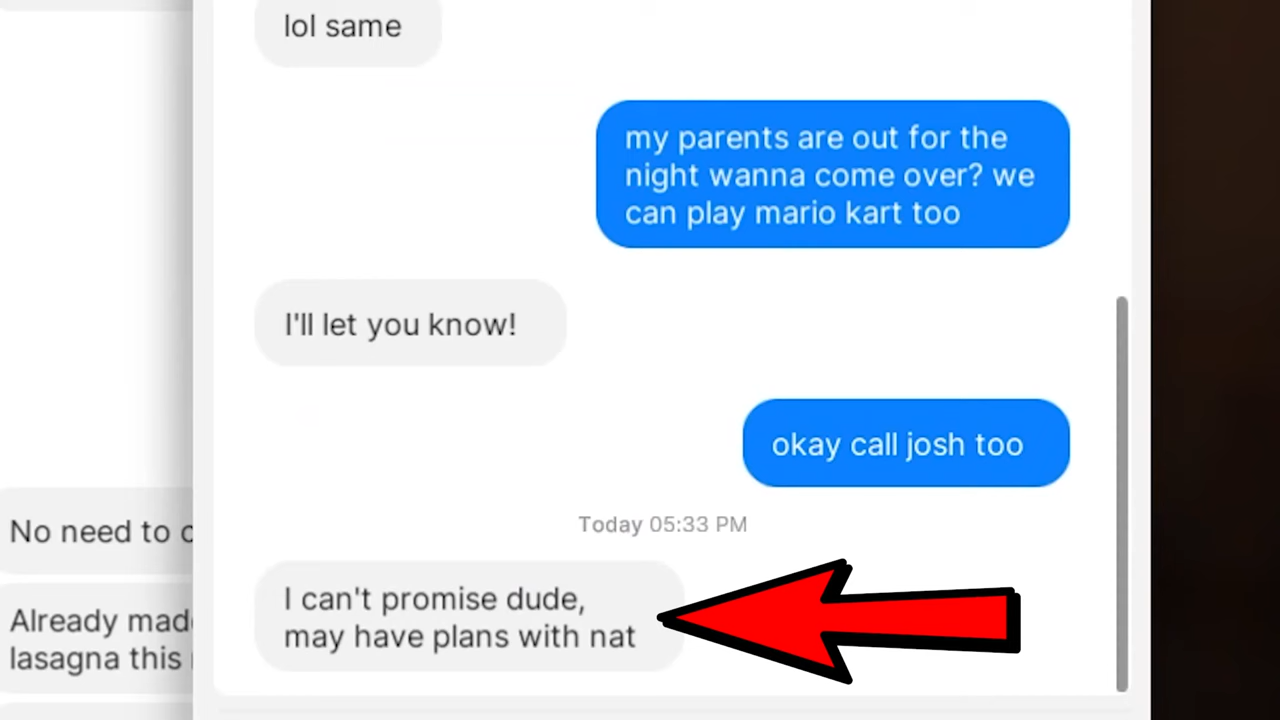 lol same
my parents are out for the
night wanna come over? we
can play mario kart too
I'll let you know!
okay call josh too
Today 05:33 PM
I can't promise dude,
may have plans with nat
No need to
Already made
lasagna this